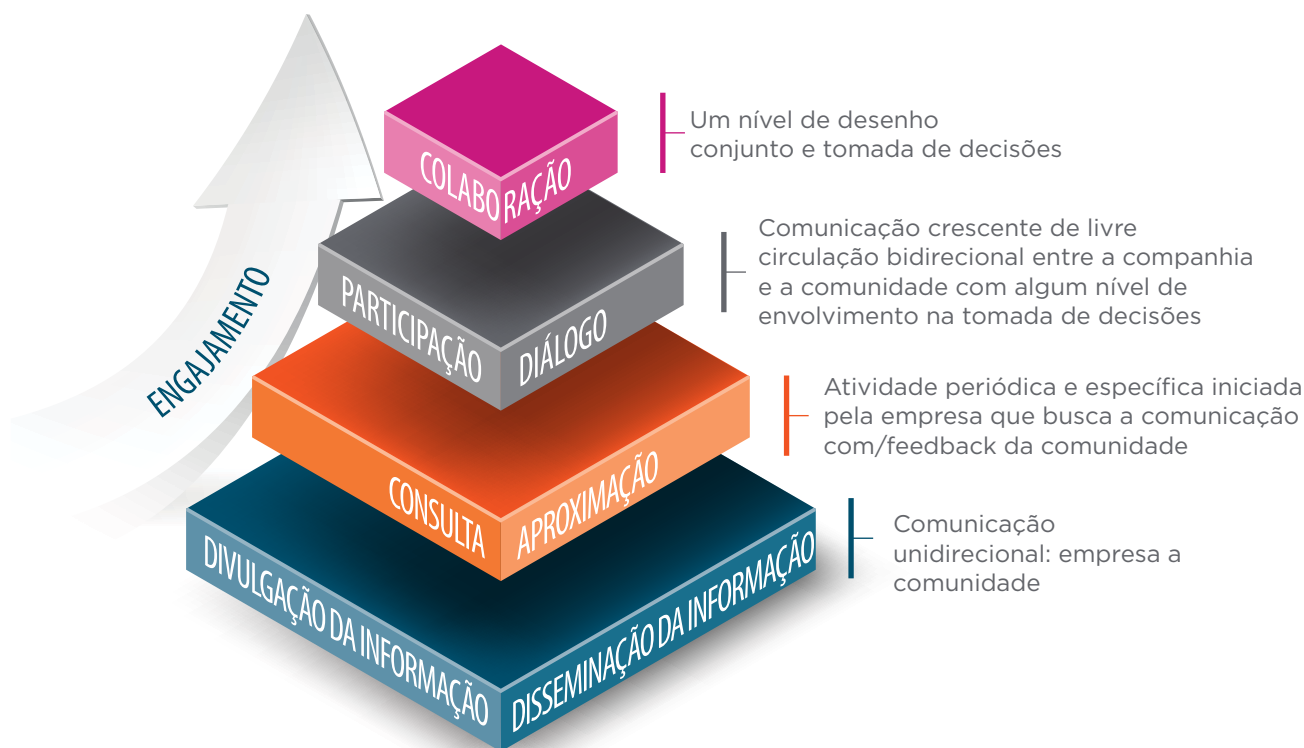 ENGAJAMENTO
COLABORAÇÃO
Um nível de desenho
conjunto e tomada de decisões
PARTICIPAÇÃO
DIÁLOGO
Comunicação crescente de livre
circulação bidirecional entre a companhia
e a comunidade com algum nível de
envolvimento na tomada de decisões
CONSULTA
APROXIMAÇÃO
Atividade periódica e específica iniciada
pela empresa que busca a comunicação
com/feedback da comunidade
DIVULGAÇÃO DA INFORMAÇÃO
DISSEMINAÇÃO DA INFORMAÇÃO
Comunicação
unidirecional: empresa a
comunidade